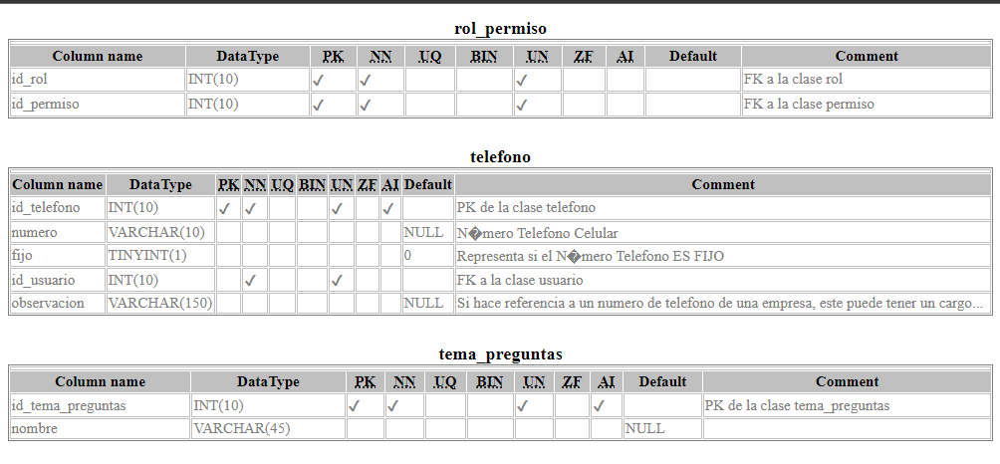 rol_permiso
Column name DataType PK NN UQ BIN UN ZF AI Default Comment
id_rol INT(10) ✓ ✓ ✓ FK a la clase rol
id_permiso INT(10) ✓ ✓ ✓ FK a la clase permiso
telefono
Column name DataType PK NN UQ BIN UN ZF AI Default Comment
id_telefono INT(10) ✓ ✓ ✓ ✓ PK de la clase telefono
numero VARCHAR(10) NULL N�mero Telefono Celular
fijo TINYINT(1) 0 Representa si el N�mero Telefono ES FIJO
id_usuario INT(10) ✓ ✓ FK a la clase usuario
observacion VARCHAR(150) NULL Si hace referencia a un numero de telefono de una empresa, este puede tener un cargo...
tema_preguntas
Column name DataType PK NN UQ BIN UN ZF AI Default Comment
id_tema_preguntas INT(10) ✓ ✓ ✓ ✓ PK de la clase tema_preguntas
nombre VARCHAR(45) NULL